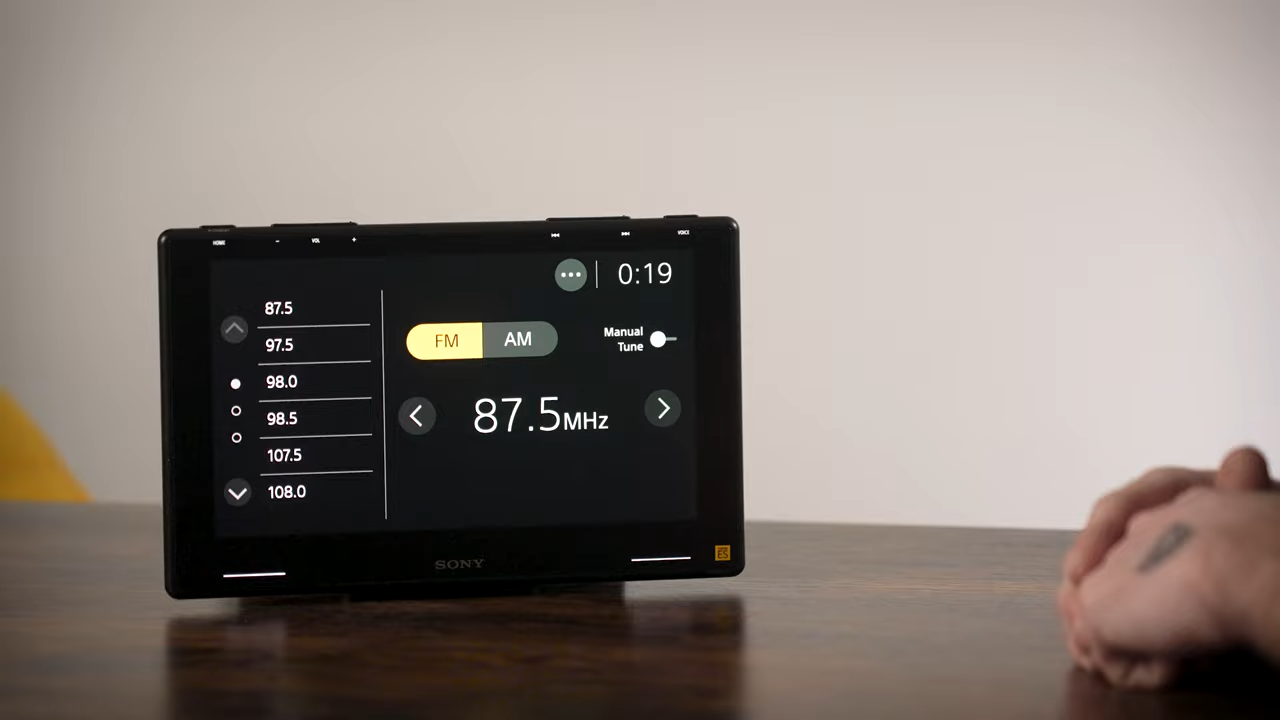 HOME - VOL + VOICE
0:19
87.5
97.5
98.0
98.5
107.5
108.0
FM AM
Manual
Tune
87.5MHz
SONY
ES